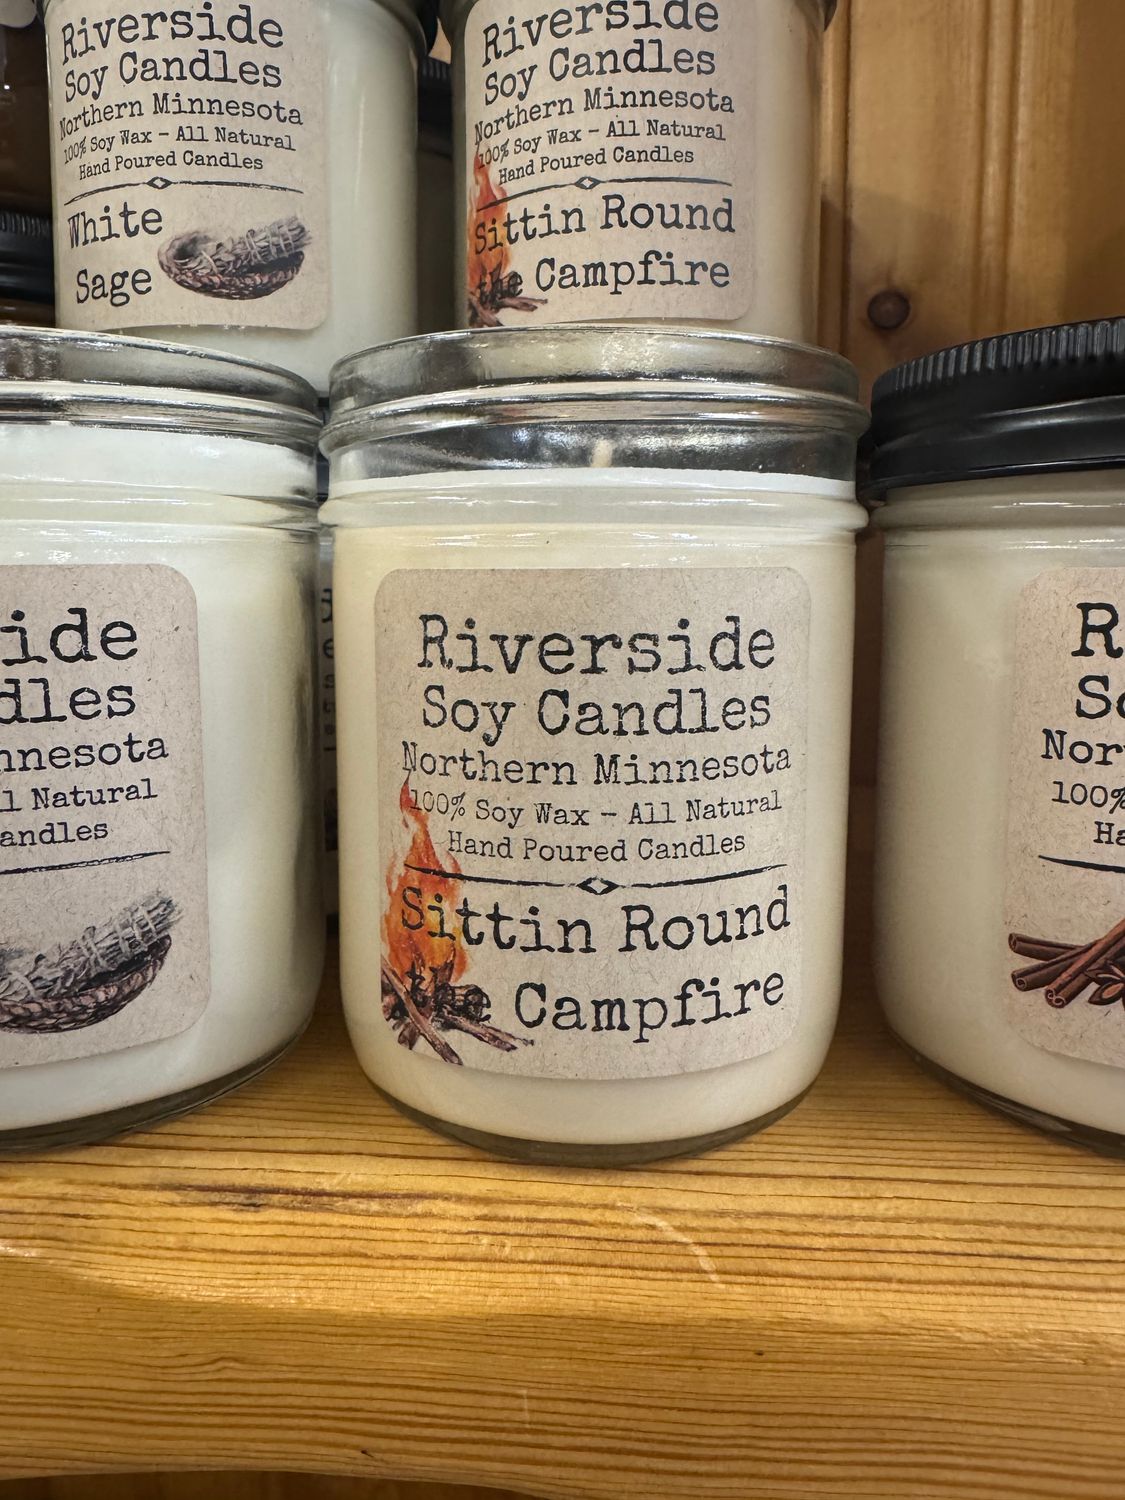 Riverside
Soy Candles
Northern Minnesota
100% Soy Wax - All Natural
Hand Poured Candles
White
Sage
Riverside
Soy Candles
Northern Minnesota
100% Soy Wax - All Natural
Hand Poured Candles
Sittin Round
the Campfire
ide
dles
nnesota
l Natural
andles
Riverside
Soy Candles
Northern Minnesota
100% Soy Wax - All Natural
Hand Poured Candles
Sittin Round
the Campfire
R
So
Nor
100%
Ha